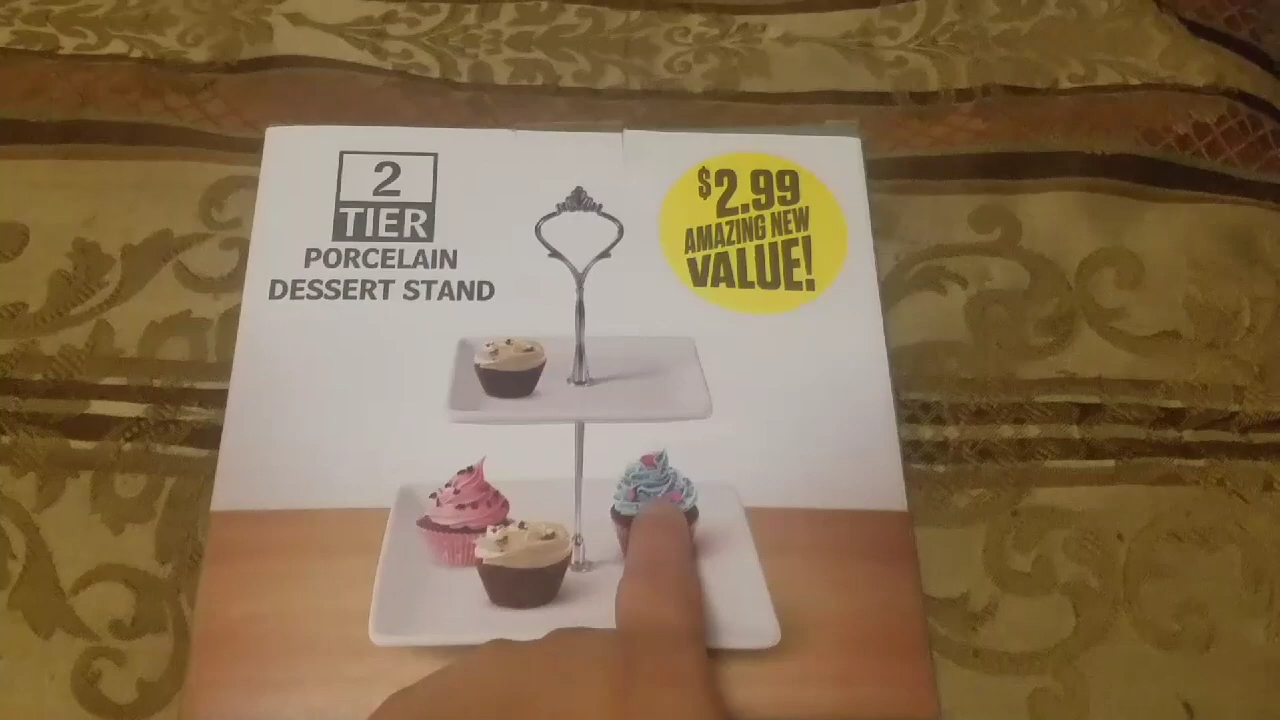 2
TIER
PORCELAIN
DESSERT STAND
$2.99
AMAZING NEW
VALUE!